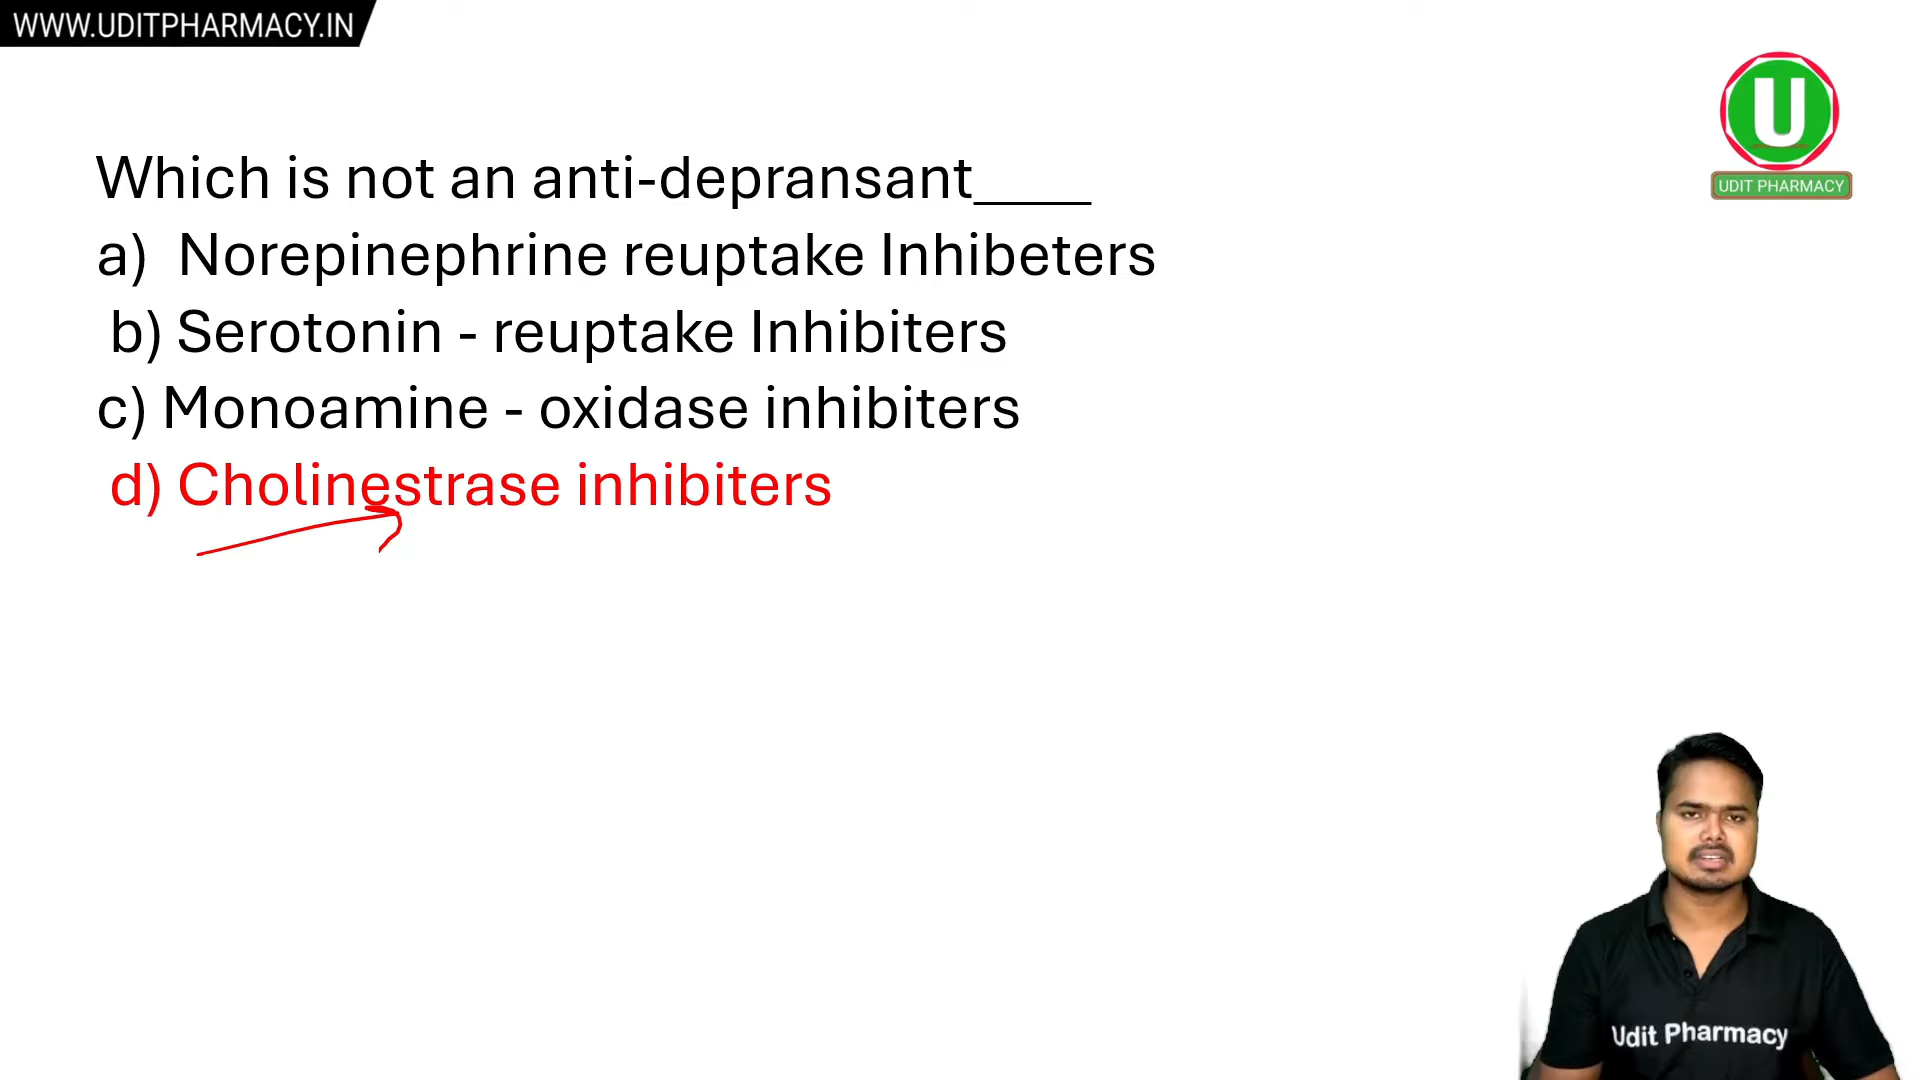 WWW.UDITPHARMACY.IN
U
UDIT PHARMACY
Which is not an anti-depransant____
a) Norepinephrine reuptake Inhibeters
b) Serotonin - reuptake Inhibiters
c) Monoamine - oxidase inhibiters
d) Cholinestrase inhibiters
Udit Pharmacy